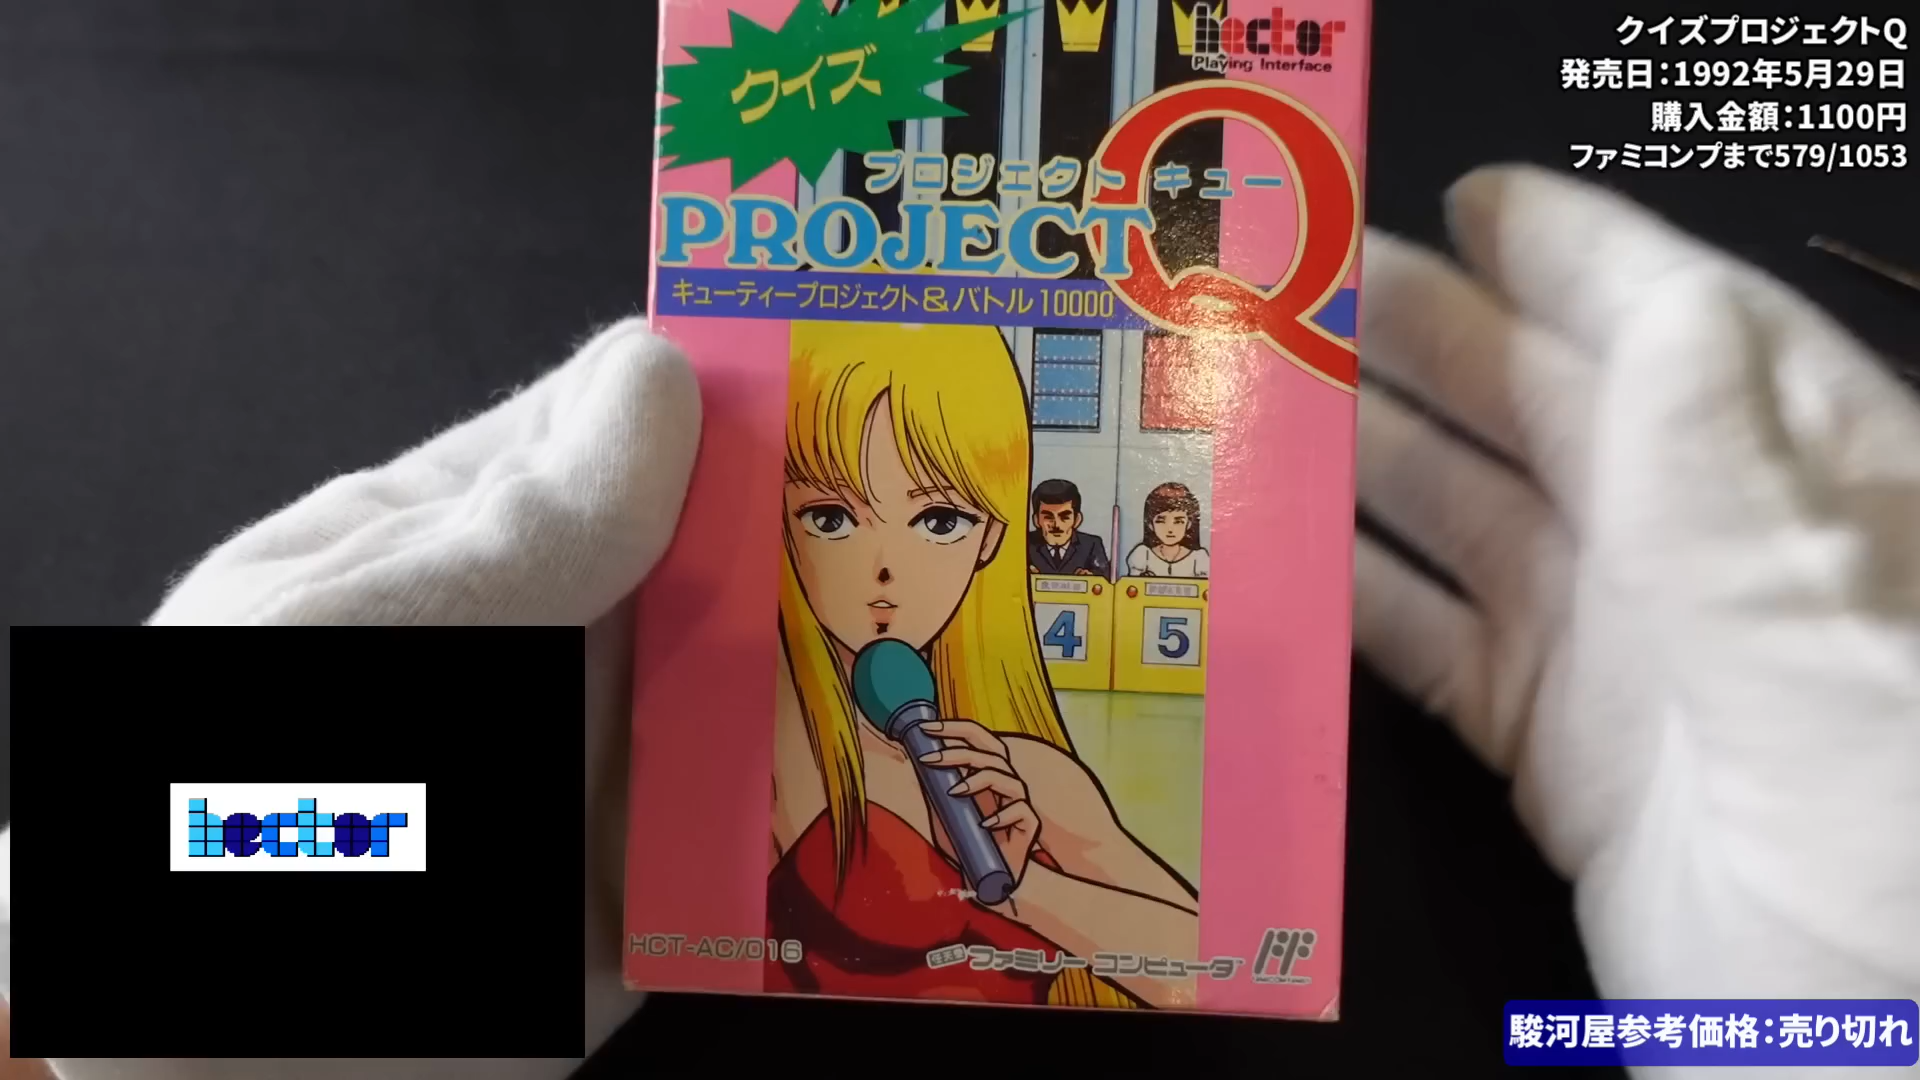 クイズプロジェクトQ
発売日：1992年5月29日
購入金額：1100円
ファミコンプまで579/1053
hector
Playing Interface
クイズ
プロジェクト キュー
PROJECT Q
キューティープロジェクト&バトル10000
4
5
hector
HCT-AC/016
任天堂 ファミリーコンピュータ
駿河屋参考価格：売り切れ